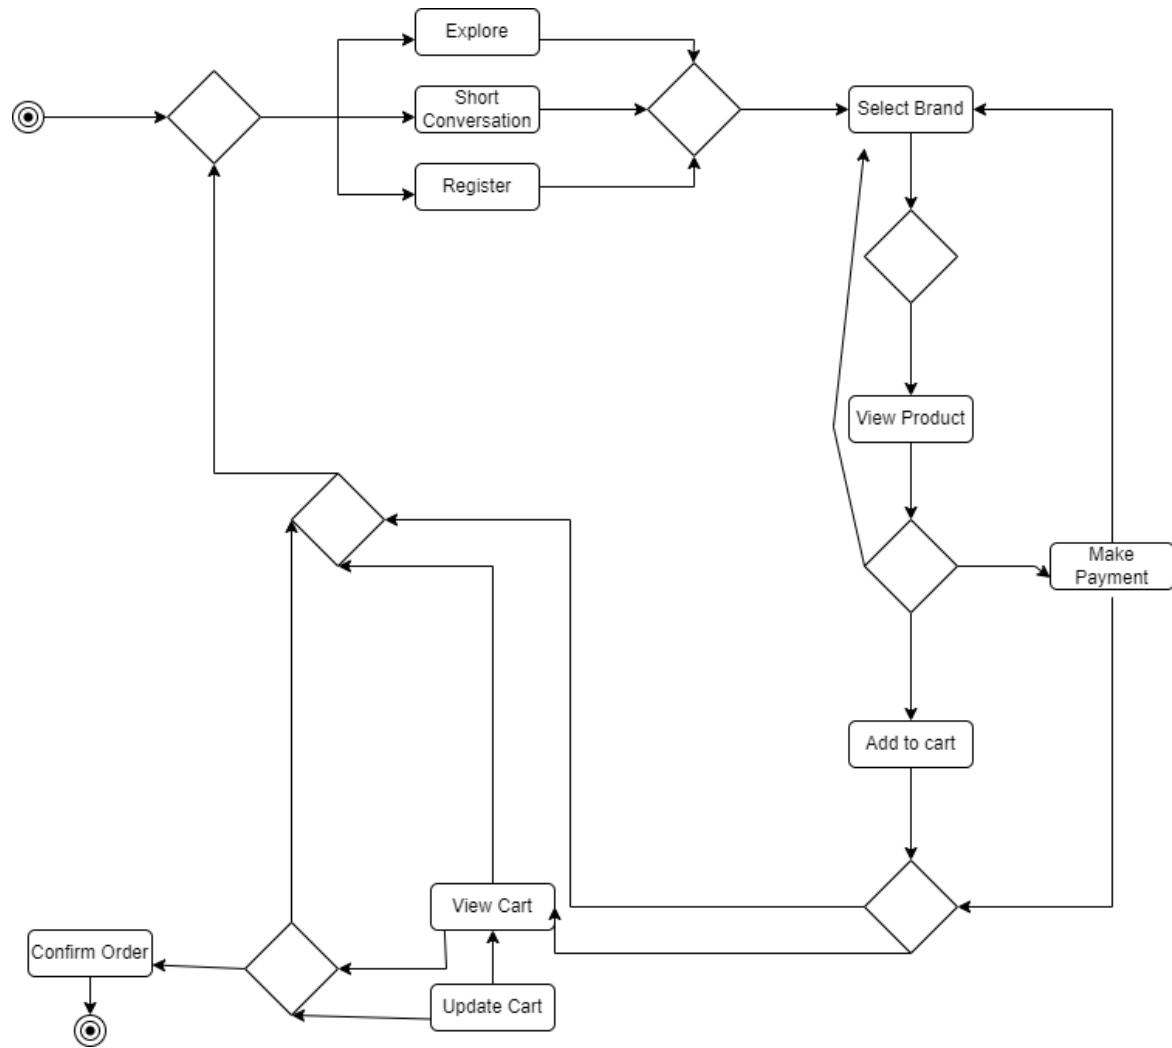 Explore
Short
Conversation
Select Brand
Register
View Product
Make
Payment
Add to cart
View Cart
Confirm Order
Update Cart